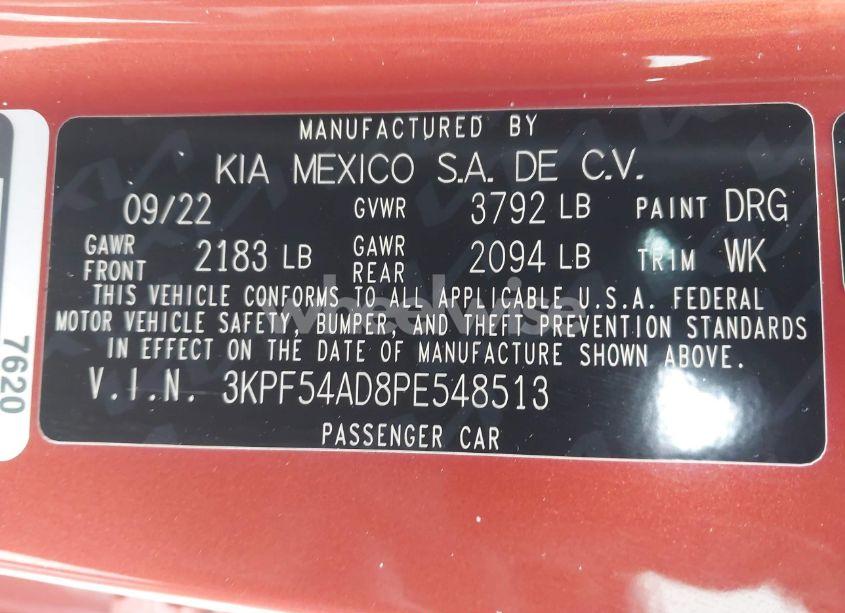 MANUFACTURED BY
KIA MEXICO S.A. DE C.V.
09/22 GVWR 3792 LB PAINT DRG
GAWR FRONT 2183 LB GAWR REAR 2094 LB TRIM WK
THIS VEHICLE CONFORMS TO ALL APPLICABLE U.S.A. FEDERAL
MOTOR VEHICLE SAFETY, BUMPER, AND THEFT PREVENTION STANDARDS
IN EFFECT ON THE DATE OF MANUFACTURE SHOWN ABOVE.
V.I.N. 3KPF54AD8PE548513
PASSENGER CAR
7620
wheelwise